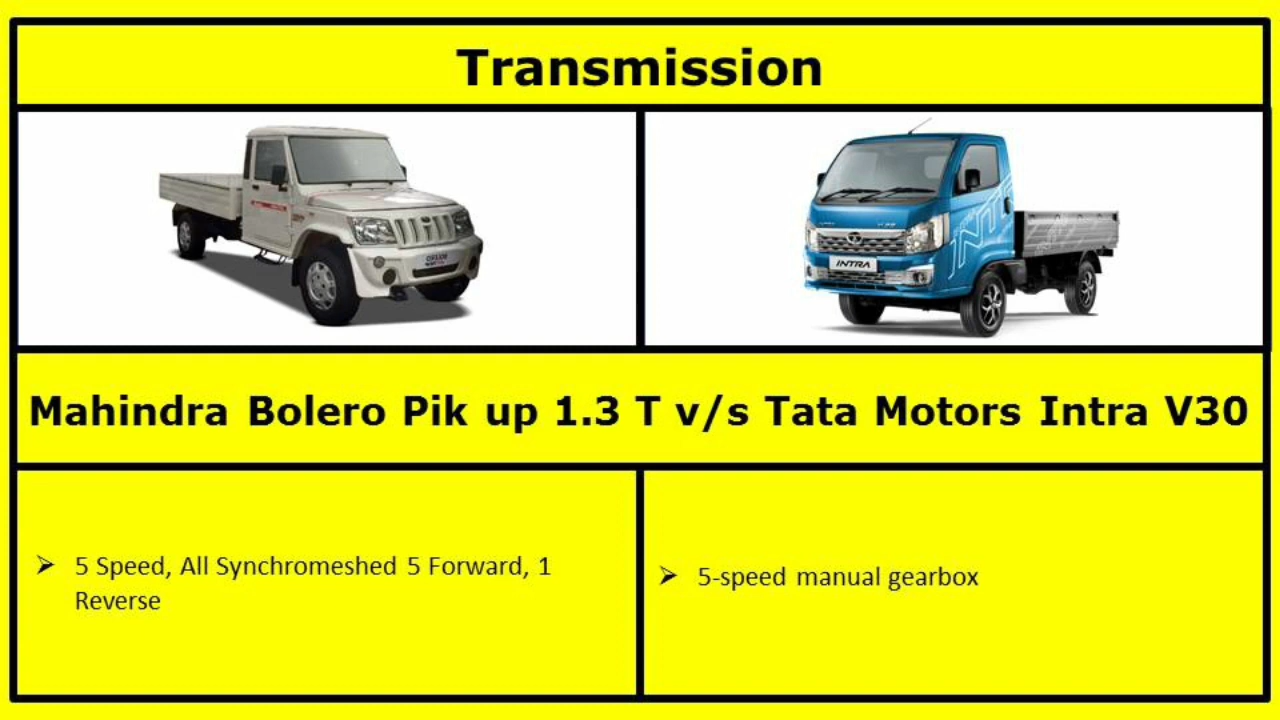 Transmission
INTRA
Mahindra Bolero Pik up 1.3 T v/s Tata Motors Intra V30
5 Speed, All Synchromeshed 5 Forward, 1
Reverse
5-speed manual gearbox